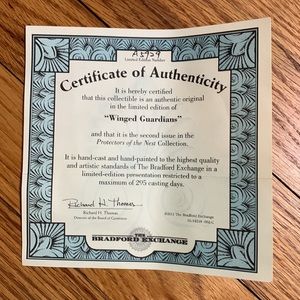 A5959
Limited Edition Number
Certificate of Authenticity
It is hereby certified
that this collectible is an authentic original
in the limited edition of
"Winged Guardians"
and that it is the second issue in the
Protectors of the Nest Collection.
It is hand-cast and hand-painted to the highest quality
and artistic standards of The Bradford Exchange in a
limited-edition presentation restricted to a
maximum of 295 casting days.
Richard H. Thomas
Richard H. Thomas
Director of the Board of Governors
©2011 The Bradford Exchange
THE
BRADFORD EXCHANGE